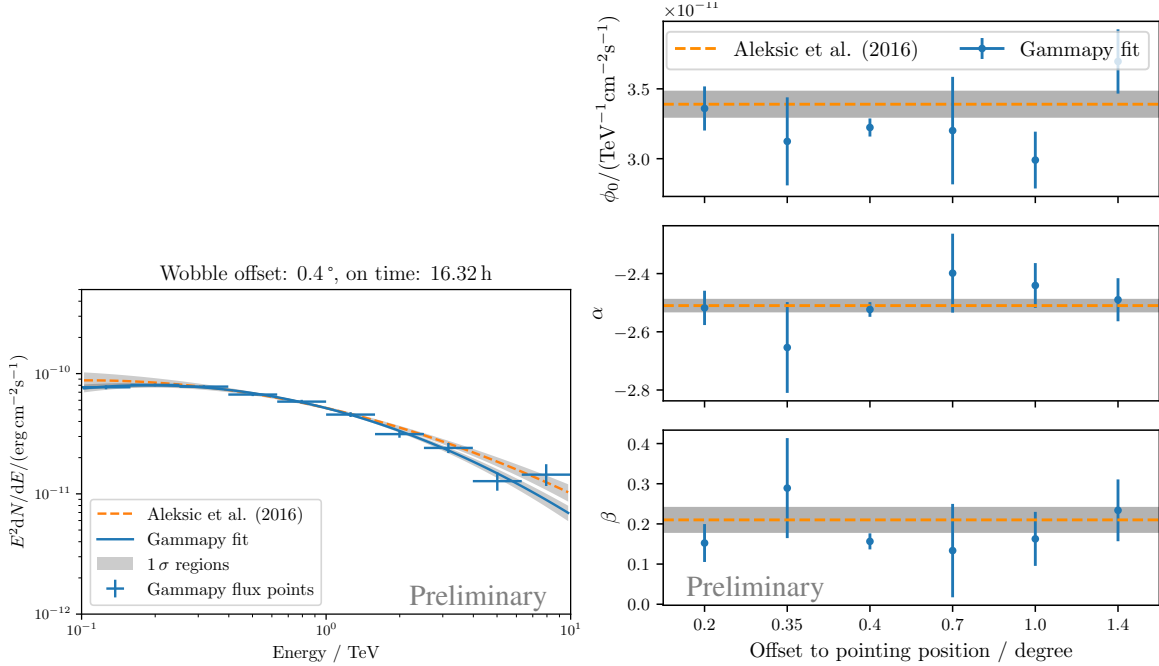 Wobble offset: 0.4°, on time: 16.32 h
E²dN/dE/(erg cm⁻²s⁻¹)
10⁻¹⁰
10⁻¹¹
10⁻¹²
Aleksic et al. (2016)
Gammapy fit
1 σ regions
Gammapy flux points
Preliminary
10⁻¹ 10⁰ 10¹
Energy / TeV
×10⁻¹¹
Aleksic et al. (2016) Gammapy fit
ϕ₀/(TeV⁻¹cm⁻²s⁻¹)
3.5
3.0
α
−2.4
−2.6
−2.8
β
0.4
0.3
0.2
0.1
0.0
Preliminary
0.2 0.35 0.4 0.7 1.0 1.4
Offset to pointing position / degree